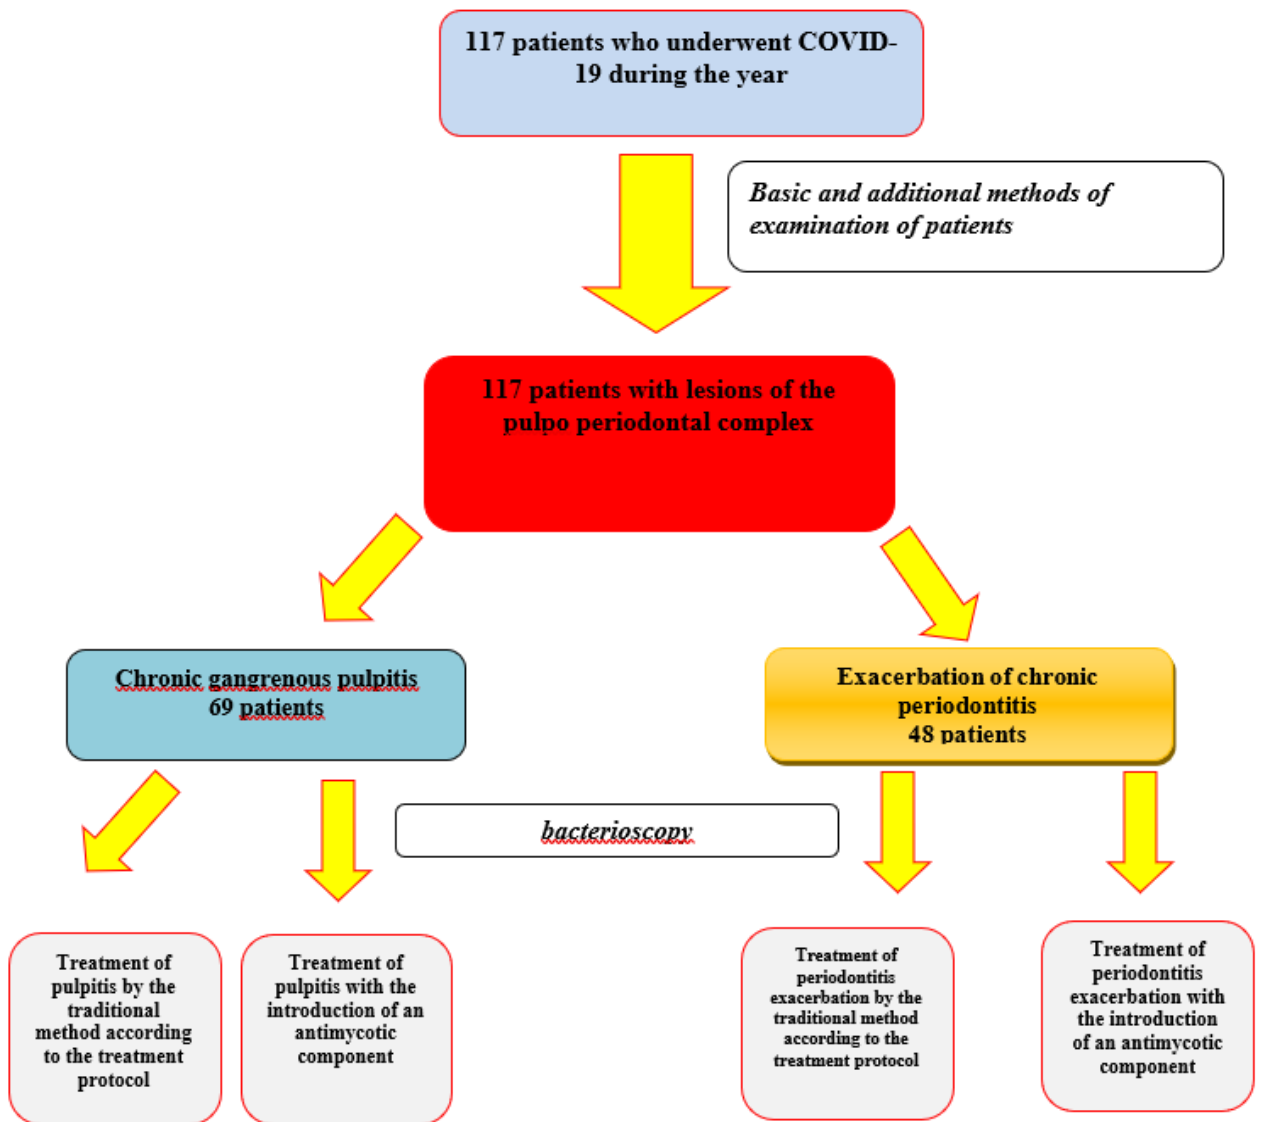 117 patients who underwent COVID-
19 during the year
Basic and additional methods of
examination of patients
117 patients with lesions of the
pulpo periodontal complex
Chronic gangrenous pulpitis
69 patients
Exacerbation of chronic
periodontitis
48 patients
bacterioscopy
Treatment of
pulpitis by the
traditional
method according
to the treatment
protocol
Treatment of
pulpitis with the
introduction of an
antimycotic
component
Treatment of
periodontitis
exacerbation by the
traditional method
according to the
treatment protocol
Treatment of
periodontitis
exacerbation with
the introduction
of an antimycotic
component